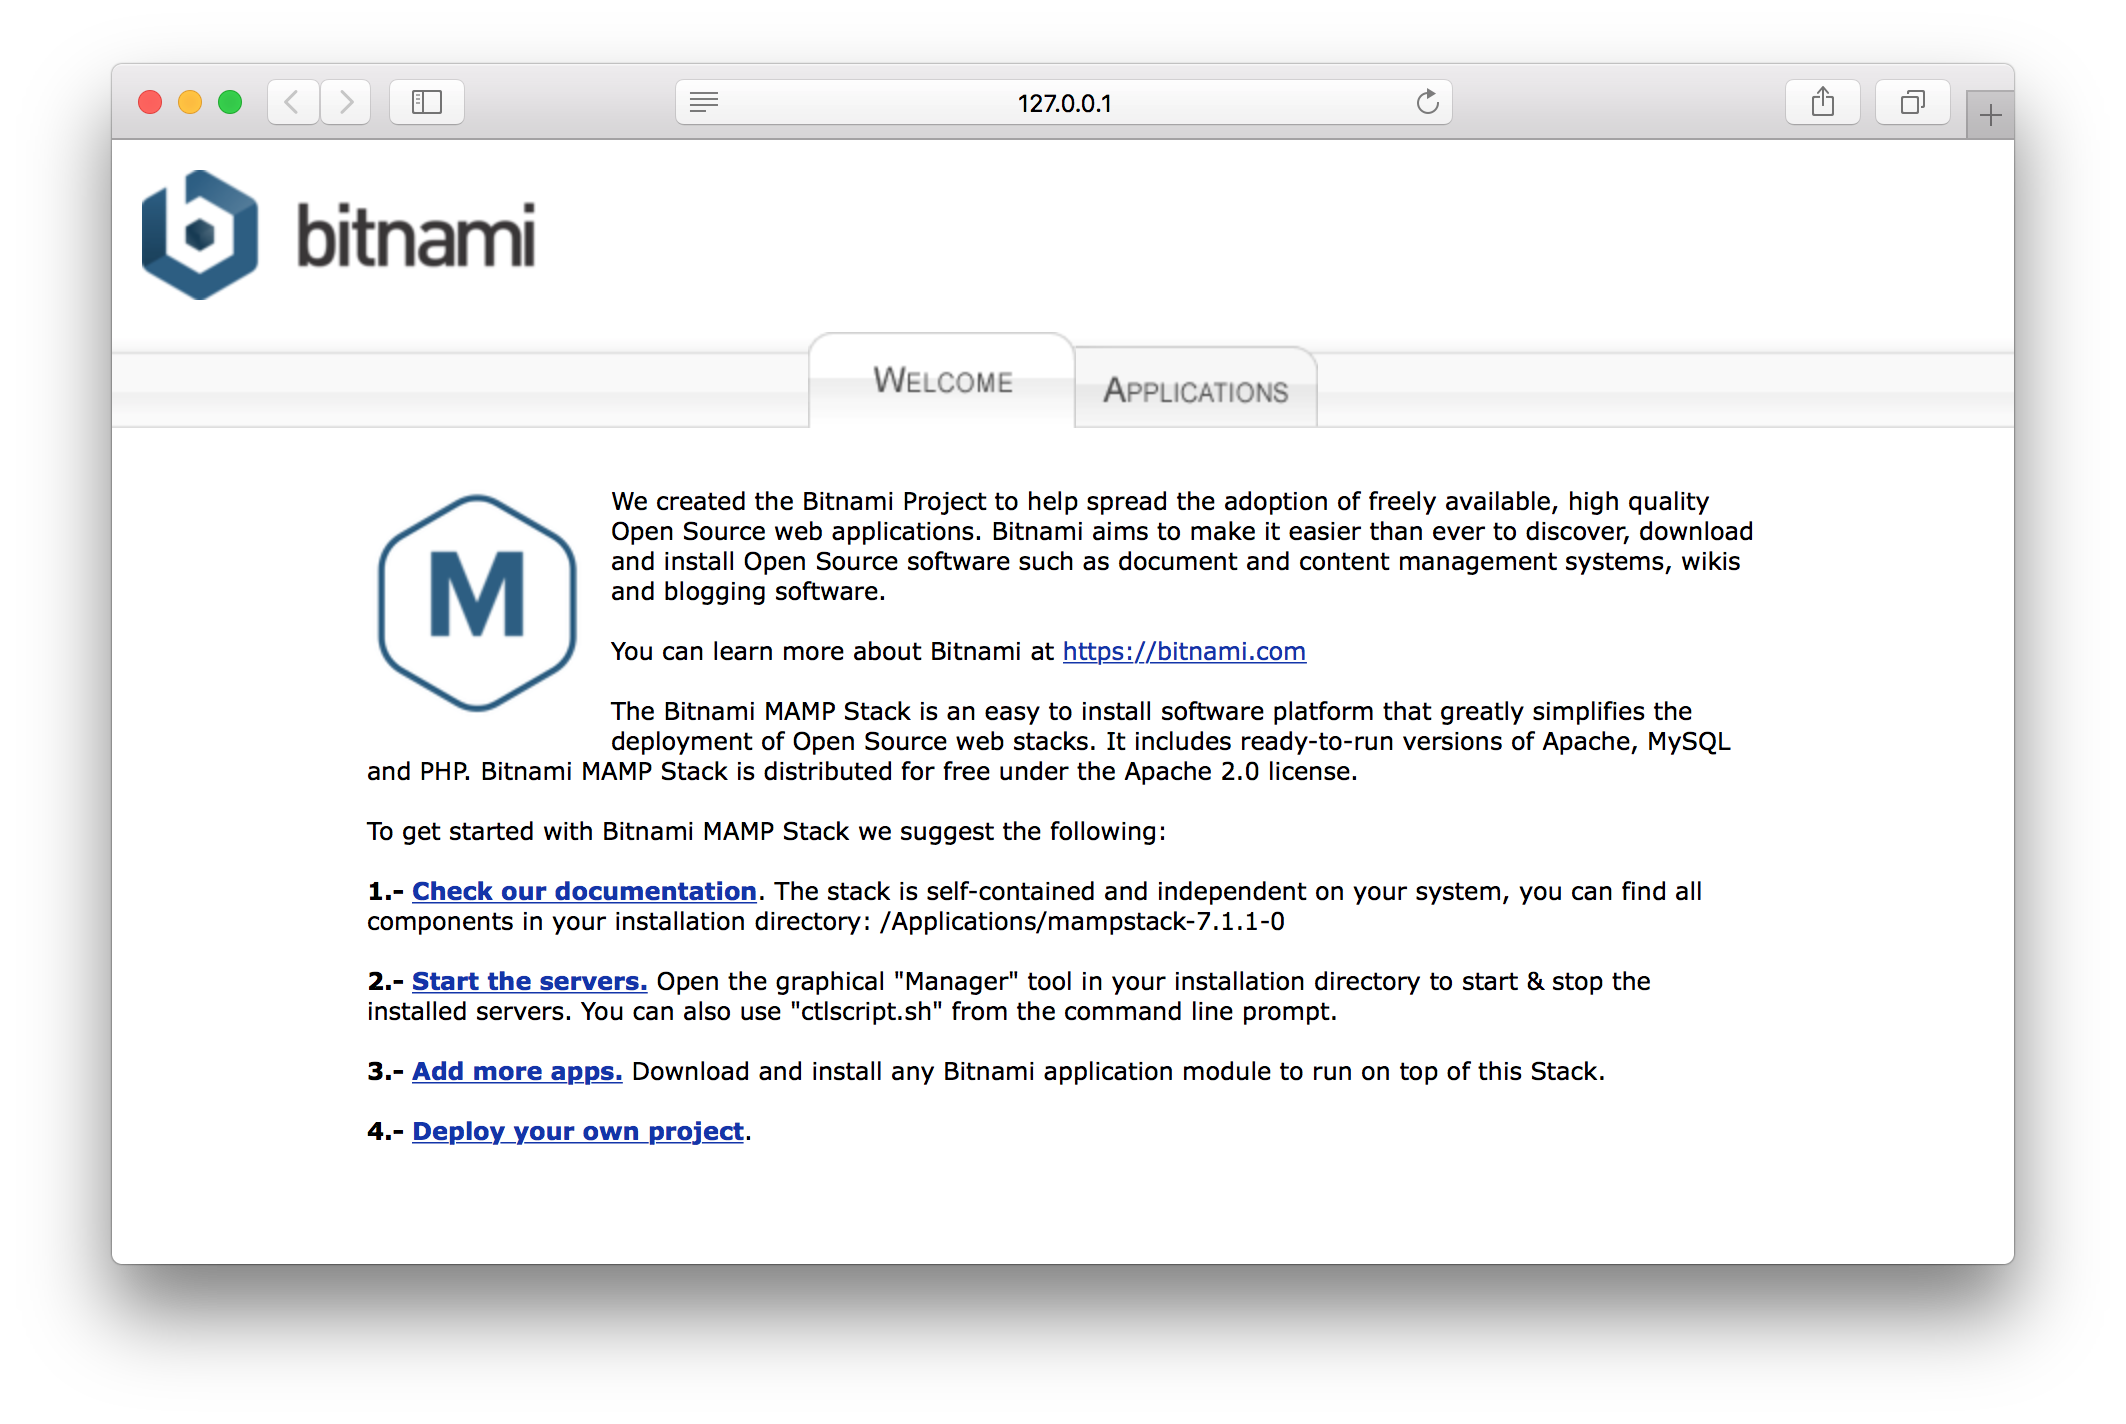 127.0.0.1
bitnami
WELCOME
APPLICATIONS
M
We created the Bitnami Project to help spread the adoption of freely available, high quality
Open Source web applications. Bitnami aims to make it easier than ever to discover, download
and install Open Source software such as document and content management systems, wikis
and blogging software.
You can learn more about Bitnami at https://bitnami.com
The Bitnami MAMP Stack is an easy to install software platform that greatly simplifies the
deployment of Open Source web stacks. It includes ready-to-run versions of Apache, MySQL
and PHP. Bitnami MAMP Stack is distributed for free under the Apache 2.0 license.
To get started with Bitnami MAMP Stack we suggest the following:
1.- Check our documentation. The stack is self-contained and independent on your system, you can find all
components in your installation directory: /Applications/mampstack-7.1.1-0
2.- Start the servers. Open the graphical "Manager" tool in your installation directory to start & stop the
installed servers. You can also use "ctlscript.sh" from the command line prompt.
3.- Add more apps. Download and install any Bitnami application module to run on top of this Stack.
4.- Deploy your own project.